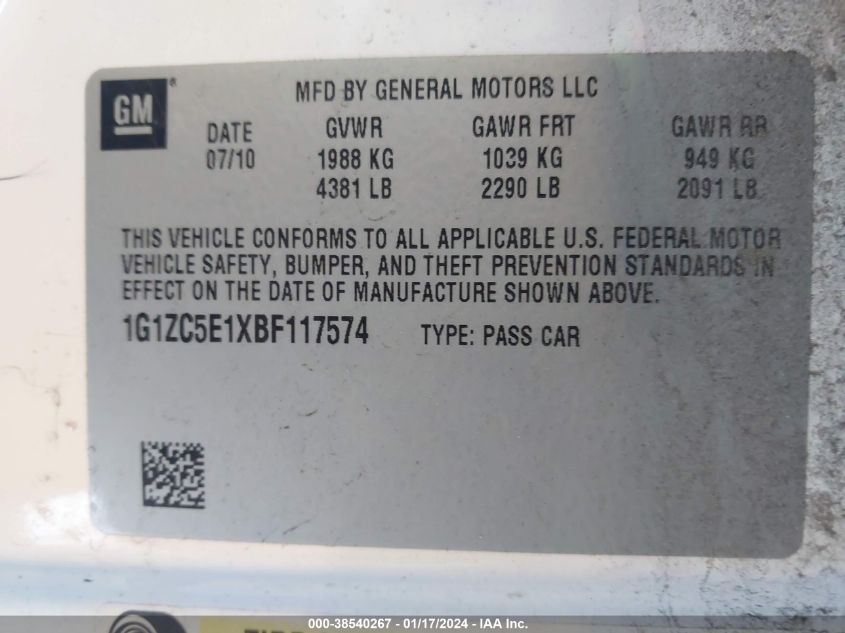 GM ®
MFD BY GENERAL MOTORS LLC
DATE GVWR GAWR FRT GAWR RR
07/10 1988 KG 1039 KG 949 KG
4381 LB 2290 LB 2091 LB
THIS VEHICLE CONFORMS TO ALL APPLICABLE U.S. FEDERAL MOTOR
VEHICLE SAFETY, BUMPER, AND THEFT PREVENTION STANDARDS IN
EFFECT ON THE DATE OF MANUFACTURE SHOWN ABOVE.
1G1ZC5E1XBF117574 TYPE: PASS CAR
000-38540267 - 01/17/2024 - IAA Inc.